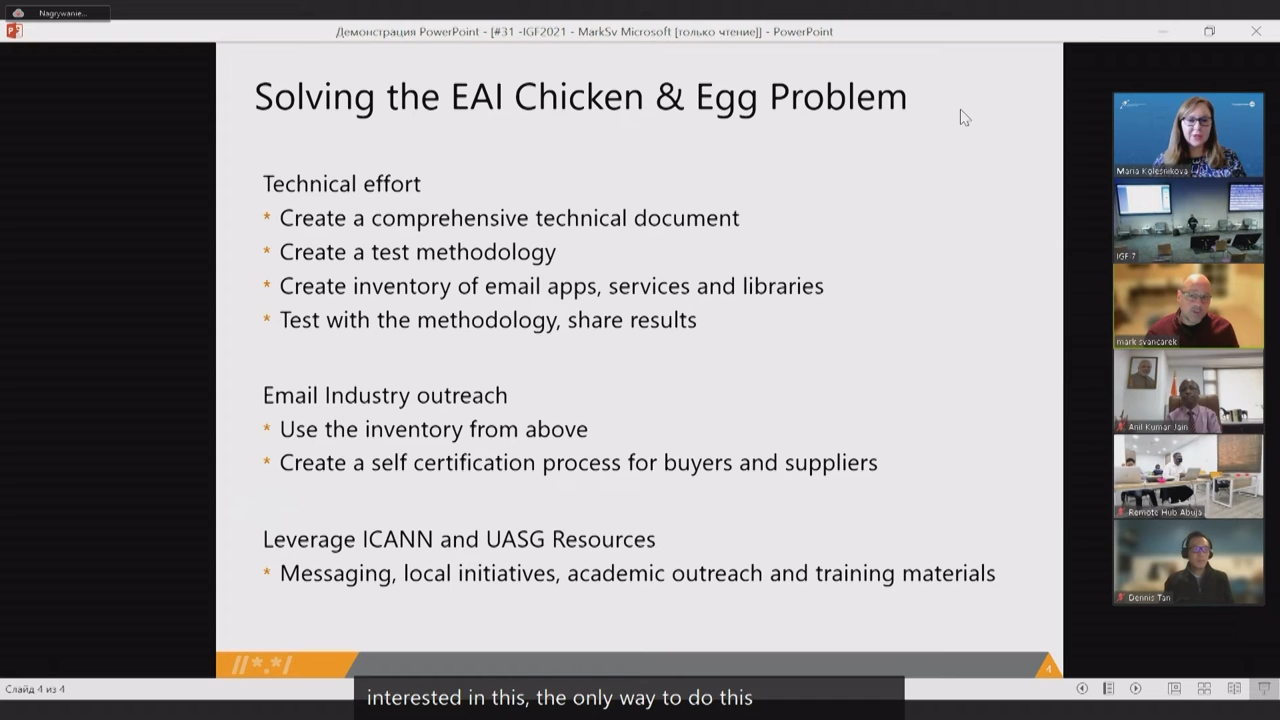 Nagrywanie...
Демонстрация PowerPoint - [#31 -IGF2021 - MarkSv Microsoft [только чтение]] - PowerPoint
Solving the EAI Chicken & Egg Problem
Technical effort
* Create a comprehensive technical document
* Create a test methodology
* Create inventory of email apps, services and libraries
* Test with the methodology, share results
Email Industry outreach
* Use the inventory from above
* Create a self certification process for buyers and suppliers
Leverage ICANN and UASG Resources
* Messaging, local initiatives, academic outreach and training materials
//*.*/
4
Maria Kolesnikova
IGF 7
mark svancarek
Anil Kumar Jain
Remote Hub Abuja
Dennis Tan
Слайд 4 из 4
interested in this, the only way to do this